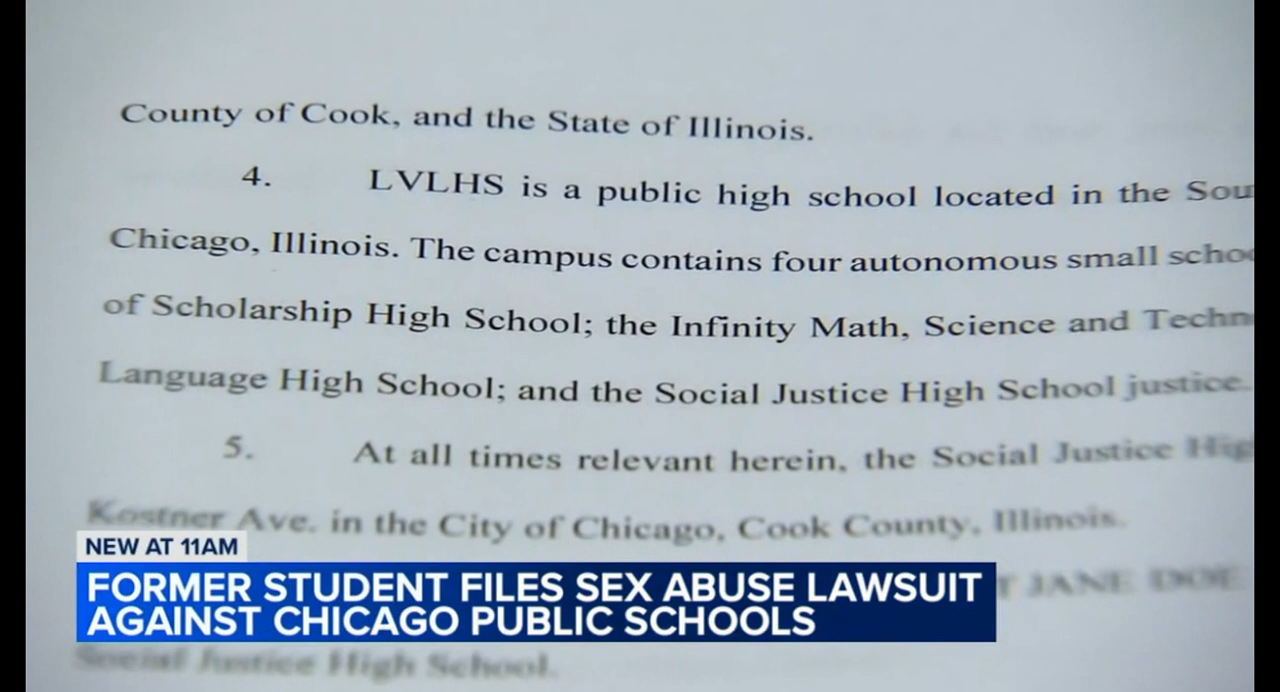 County of Cook, and the State of Illinois.
4. LVLHS is a public high school located in the Sou
Chicago, Illinois. The campus contains four autonomous small schoo
of Scholarship High School; the Infinity Math, Science and Techn
Language High School; and the Social Justice High School justice.
5. At all times relevant herein, the Social Justice Hig
Kostner Ave. in the City of Chicago, Cook County, Illinois.
JANE DOE
Social Justice High School.
NEW AT 11AM
FORMER STUDENT FILES SEX ABUSE LAWSUIT
AGAINST CHICAGO PUBLIC SCHOOLS